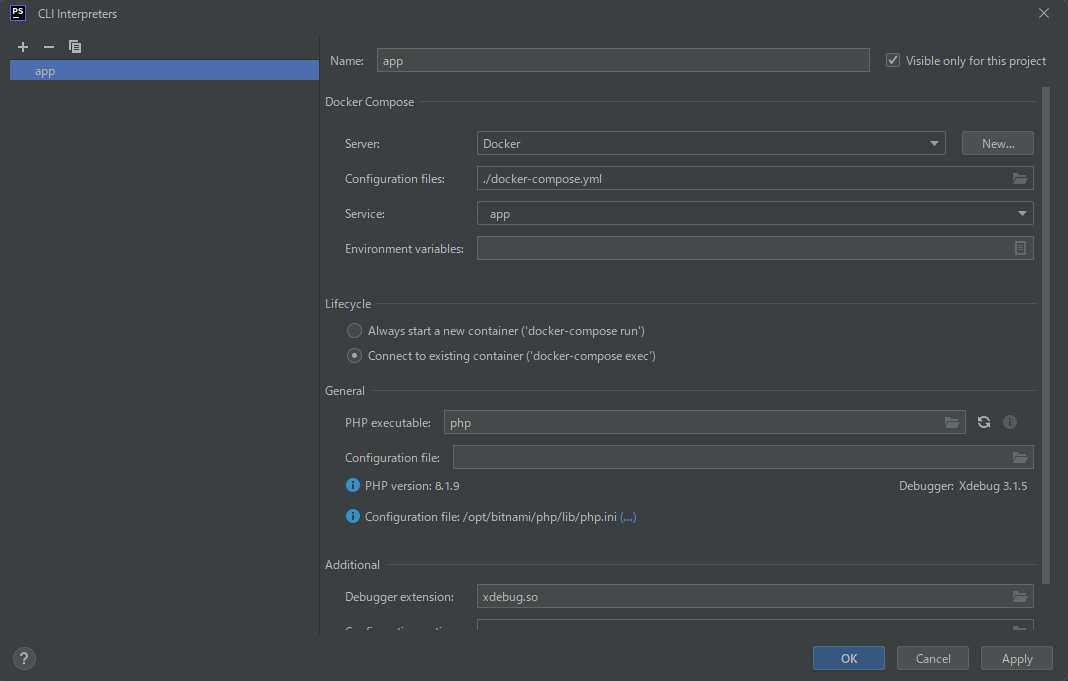 PS CLI Interpreters
app
Name: app Visible only for this project
Docker Compose
Server: Docker New...
Configuration files: ./docker-compose.yml
Service: app
Environment variables:
Lifecycle
Always start a new container ('docker-compose run')
Connect to existing container ('docker-compose exec')
General
PHP executable: php
Configuration file:
PHP version: 8.1.9 Debugger: Xdebug 3.1.5
Configuration file: /opt/bitnami/php/lib/php.ini (...)
Additional
Debugger extension: xdebug.so
? OK Cancel Apply